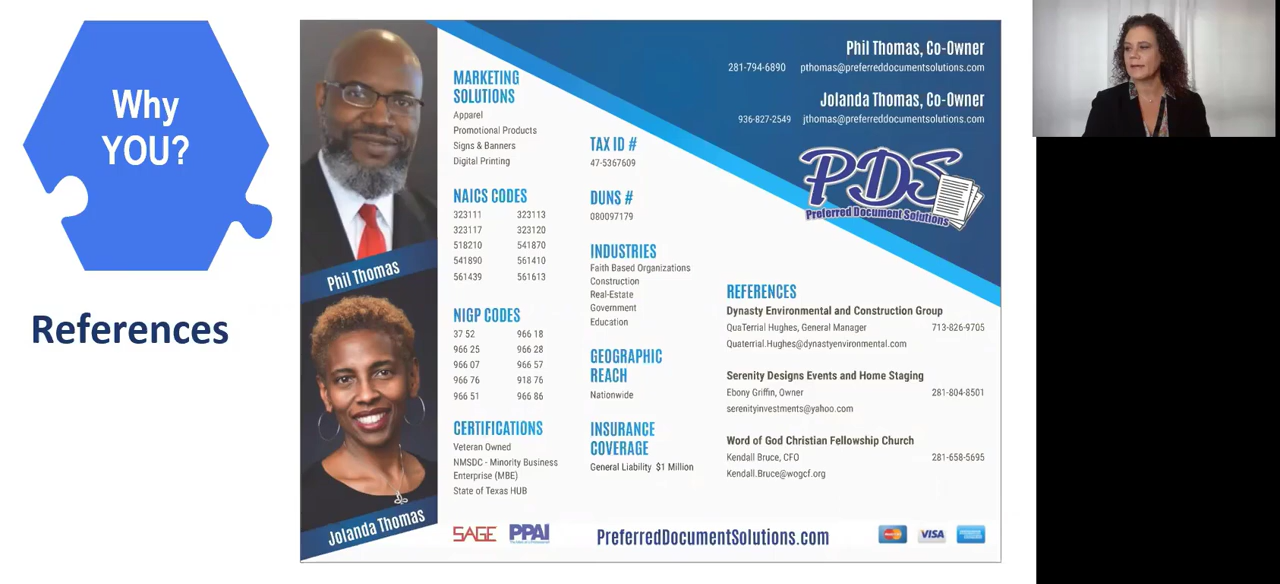 Why
YOU?
References
Phil Thomas
Jolanda Thomas
MARKETING
SOLUTIONS
Apparel
Promotional Products
Signs & Banners
Digital Printing
NAICS CODES
323111 323113
323117 323120
518210 541870
541890 561410
561439 561613
NIGP CODES
37 52 966 18
966 25 966 28
966 07 966 57
966 76 918 76
966 51 966 86
CERTIFICATIONS
Veteran Owned
NMSDC - Minority Business
Enterprise (MBE)
State of Texas HUB
TAX ID #
47-5367609
DUNS #
080097179
INDUSTRIES
Faith Based Organizations
Construction
Real-Estate
Government
Education
GEOGRAPHIC
REACH
Nationwide
INSURANCE
COVERAGE
General Liability $1 Million
Phil Thomas, Co-Owner
281-794-6890 pthomas@preferreddocumentsolutions.com
Jolanda Thomas, Co-Owner
936-827-2549 jthomas@preferreddocumentsolutions.com
PDS
Preferred Document Solutions
REFERENCES
Dynasty Environmental and Construction Group
QuaTerrial Hughes, General Manager 713-826-9705
Quaterrial.Hughes@dynastyenvironmental.com
Serenity Designs Events and Home Staging
Ebony Griffin, Owner 281-804-8501
serenityinvestments@yahoo.com
Word of God Christian Fellowship Church
Kendall Bruce, CFO 281-658-5695
Kendall.Bruce@wogcf.org
SAGE PPAI PreferredDocumentSolutions.com VISA